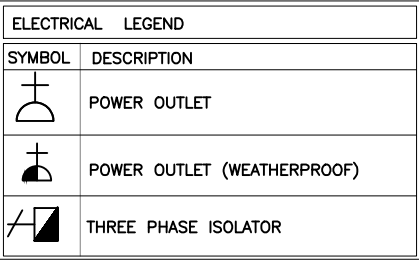 ELECTRICAL LEGEND
SYMBOL DESCRIPTION
POWER OUTLET
POWER OUTLET (WEATHERPROOF)
THREE PHASE ISOLATOR